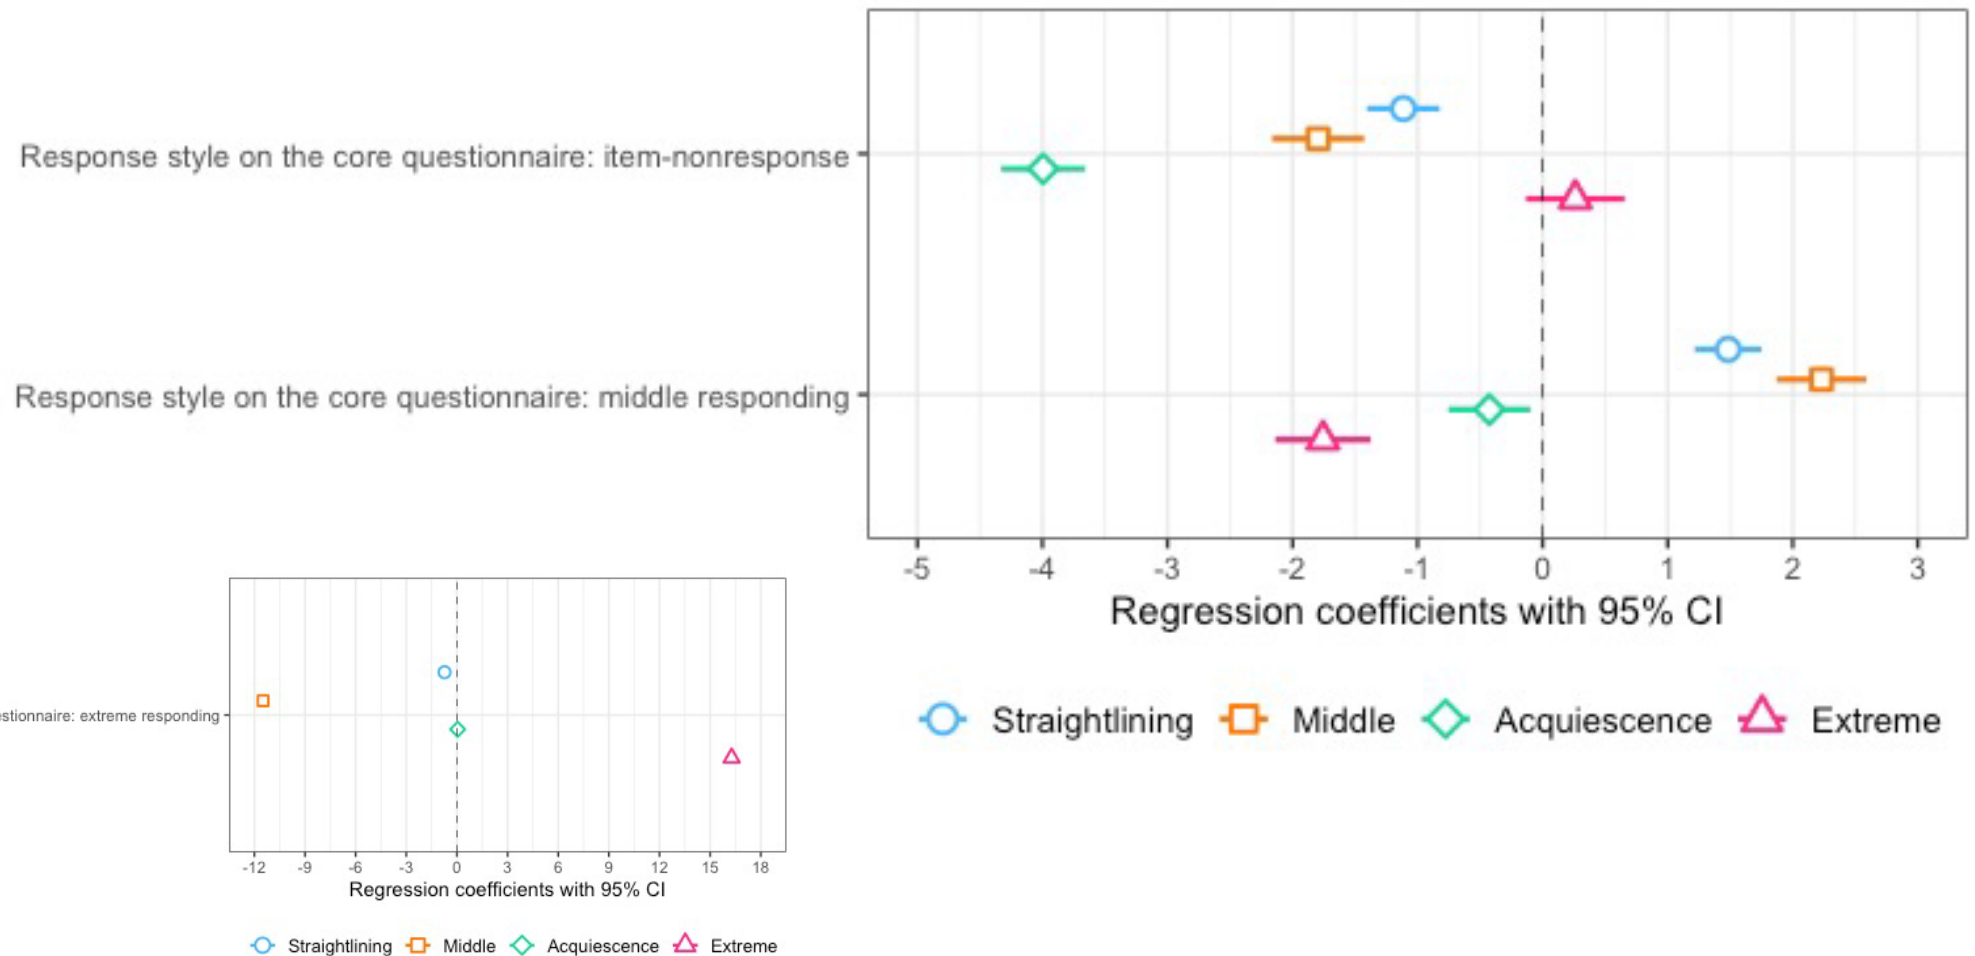 Response style on the core questionnaire: item-nonresponse
Response style on the core questionnaire: middle responding
-5 -4 -3 -2 -1 0 1 2 3
Regression coefficients with 95% CI
Straightlining Middle Acquiescence Extreme
extreme responding
-12 -9 -6 -3 0 3 6 9 12 15 18
Regression coefficients with 95% CI
Straightlining Middle Acquiescence Extreme